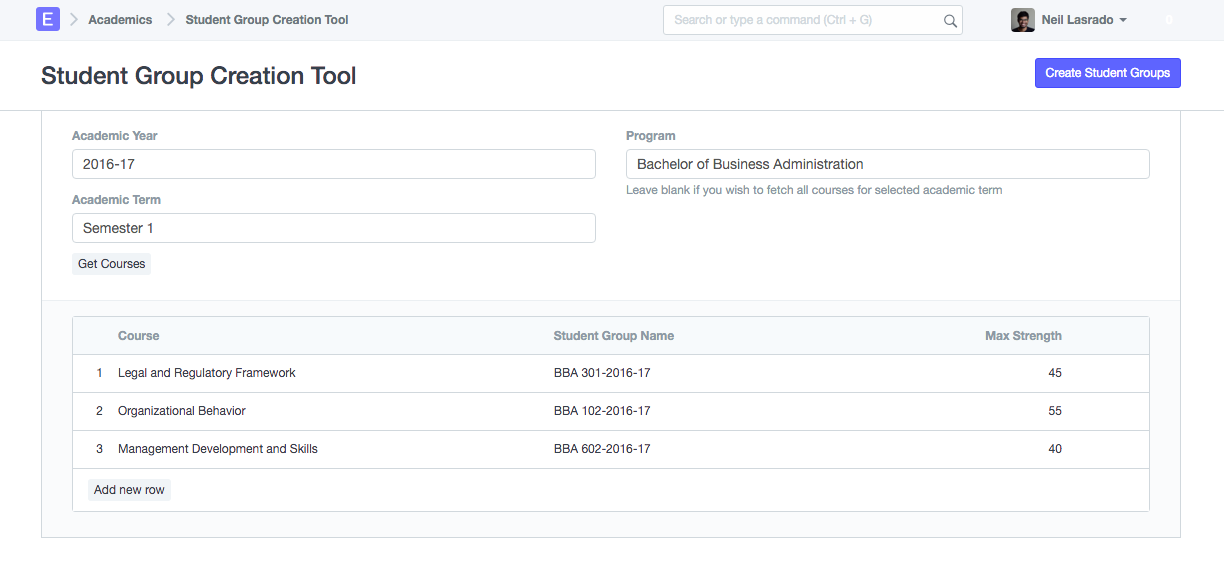 E Academics Student Group Creation Tool Search or type a command (Ctrl + G) Neil Lasrado 0
Student Group Creation Tool Create Student Groups
Academic Year Program
2016-17 Bachelor of Business Administration
Leave blank if you wish to fetch all courses for selected academic term
Academic Term
Semester 1
Get Courses
Course Student Group Name Max Strength
1 Legal and Regulatory Framework BBA 301-2016-17 45
2 Organizational Behavior BBA 102-2016-17 55
3 Management Development and Skills BBA 602-2016-17 40
Add new row